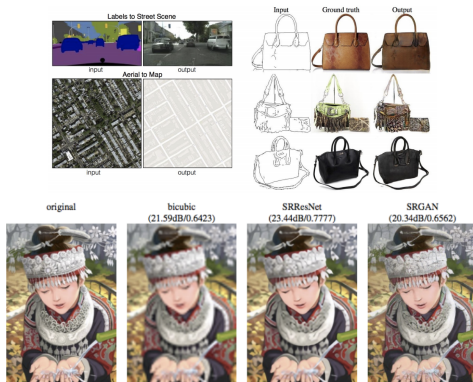 Labels to Street Scene
input
output
Aerial to Map
input
output
Input
Ground truth
Output
original
bicubic
(21.59dB/0.6423)
SRResNet
(23.44dB/0.7777)
SRGAN
(20.34dB/0.6562)